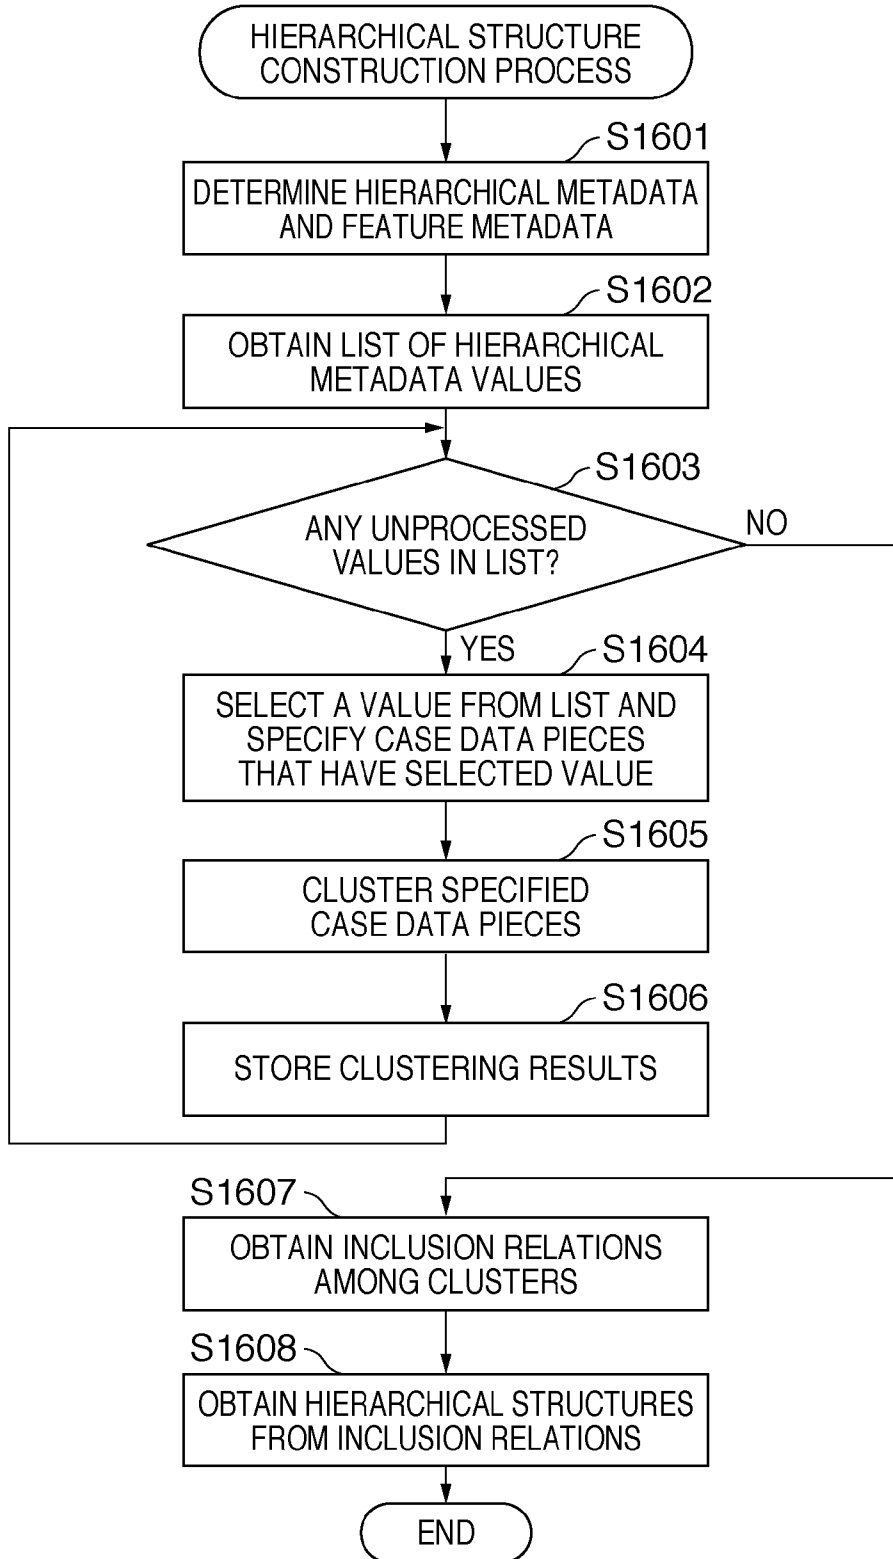 HIERARCHICAL STRUCTURE
CONSTRUCTION PROCESS
S1601
DETERMINE HIERARCHICAL METADATA
AND FEATURE METADATA
S1602
OBTAIN LIST OF HIERARCHICAL
METADATA VALUES
S1603
ANY UNPROCESSED
VALUES IN LIST?
NO
YES
S1604
SELECT A VALUE FROM LIST AND
SPECIFY CASE DATA PIECES
THAT HAVE SELECTED VALUE
S1605
CLUSTER SPECIFIED
CASE DATA PIECES
S1606
STORE CLUSTERING RESULTS
S1607
OBTAIN INCLUSION RELATIONS
AMONG CLUSTERS
S1608
OBTAIN HIERARCHICAL STRUCTURES
FROM INCLUSION RELATIONS
END